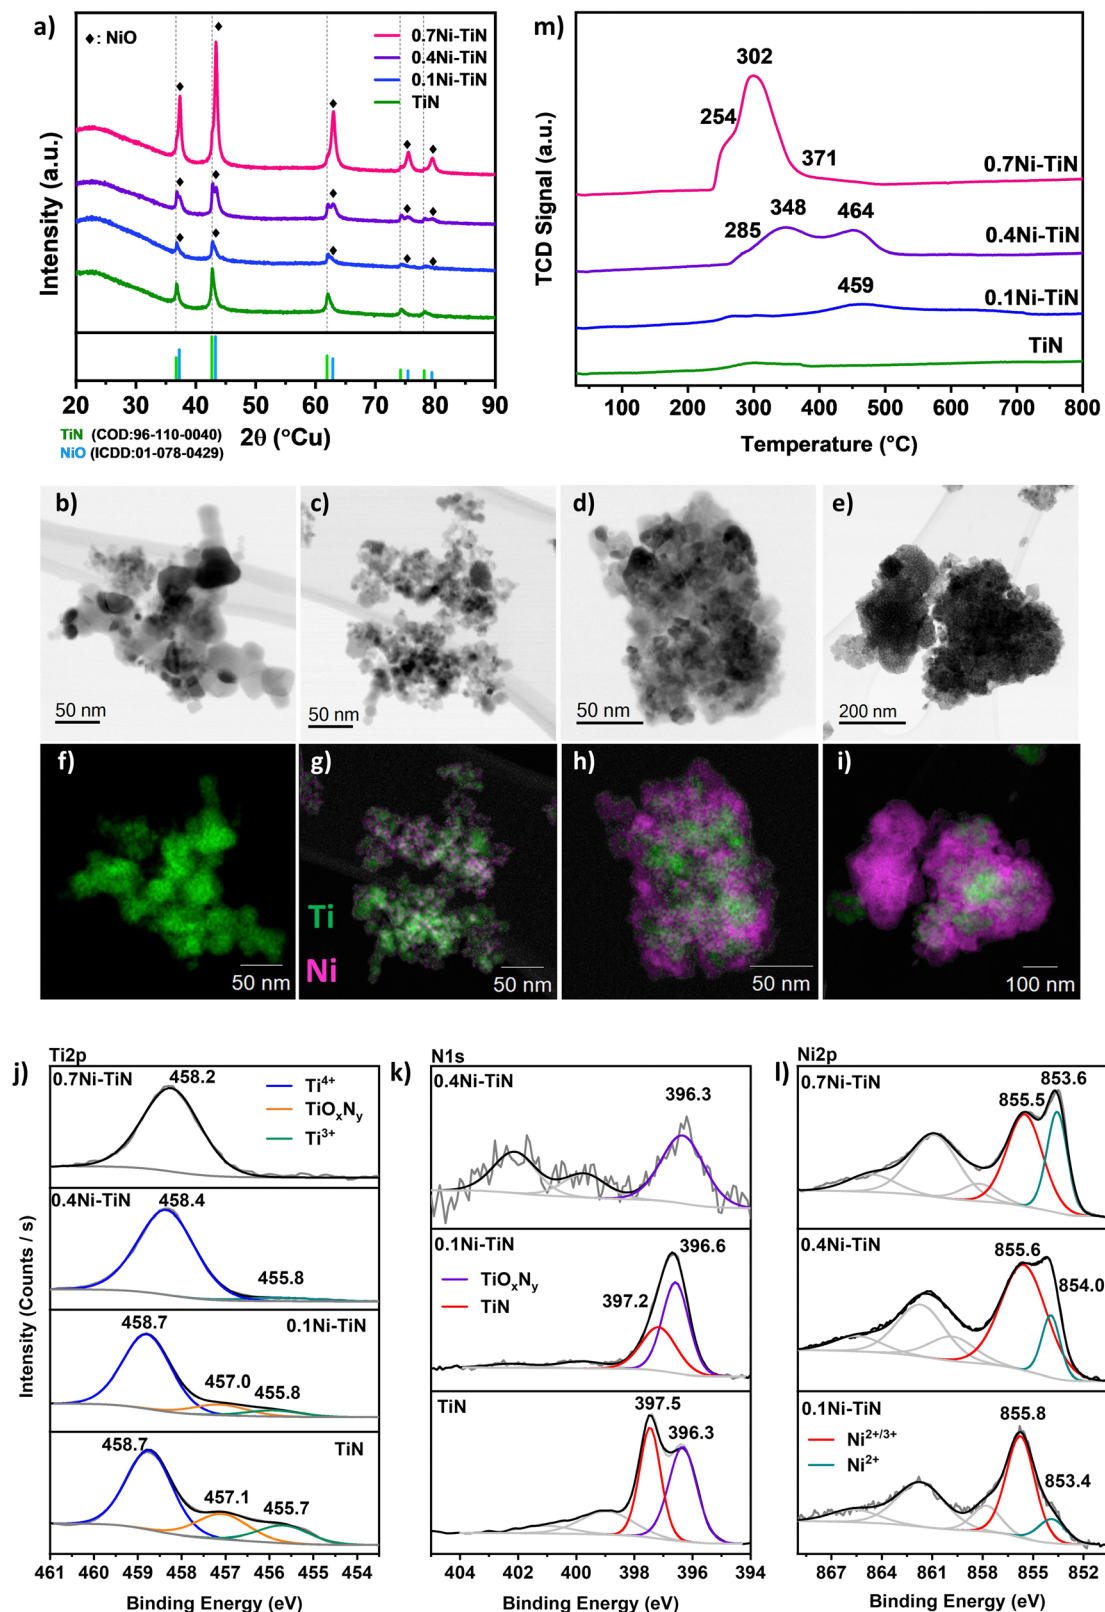 a)
◆: NiO
0.7Ni-TiN
0.4Ni-TiN
0.1Ni-TiN
TiN
Intensity (a.u.)
20 30 40 50 60 70 80 90
2θ (°Cu)
TiN (COD:96-110-0040)
NiO (ICDD:01-078-0429)
m)
302
254
371
0.7Ni-TiN
348
464
285
0.4Ni-TiN
459
0.1Ni-TiN
TiN
TCD Signal (a.u.)
100 200 300 400 500 600 700 800
Temperature (°C)
b)
50 nm
c)
50 nm
d)
50 nm
e)
200 nm
f)
50 nm
g)
Ti
Ni
50 nm
h)
50 nm
i)
100 nm
j)
Ti2p
0.7Ni-TiN
458.2
Ti4+
TiOxNy
Ti3+
0.4Ni-TiN
458.4
455.8
458.7
0.1Ni-TiN
457.0
455.8
458.7
TiN
457.1
455.7
Intensity (Counts / s)
461 460 459 458 457 456 455 454
Binding Energy (eV)
k)
N1s
0.4Ni-TiN
396.3
0.1Ni-TiN
396.6
TiOxNy
TiN
397.2
TiN
397.5
396.3
404 402 400 398 396 394
Binding Energy (eV)
l)
Ni2p
0.7Ni-TiN
853.6
855.5
0.4Ni-TiN
855.6
854.0
0.1Ni-TiN
855.8
Ni2+/3+
Ni2+
853.4
867 864 861 858 855 852
Binding Energy (eV)